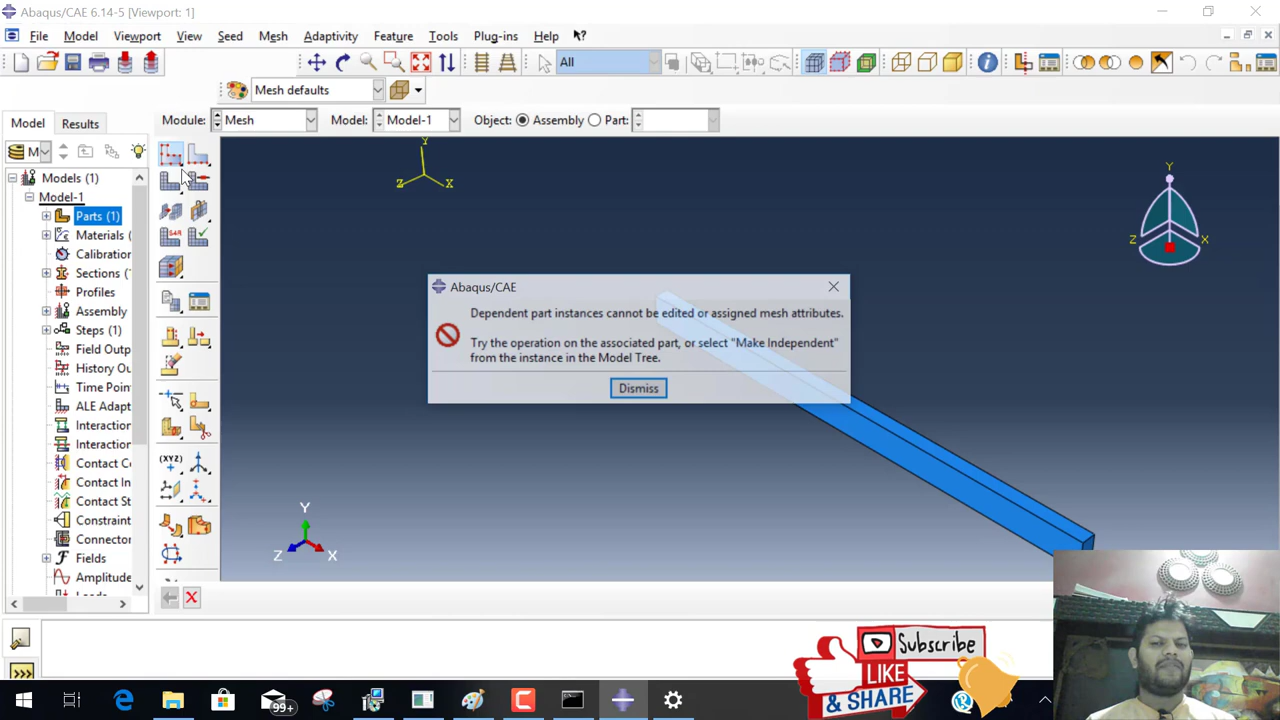 Abaqus/CAE 6.14-5 [Viewport: 1]
File Model Viewport View Seed Mesh Adaptivity Feature Tools Plug-ins Help
All
Mesh defaults
Model Results
Module: Mesh Model: Model-1 Object: Assembly Part:
M
Models (1)
Model-1
Parts (1)
Materials
Calibration
Sections (
Profiles
Assembly
Steps (1)
Field Outp
History Ou
Time Point
ALE Adapt
Interaction
Interaction
Contact Co
Contact In
Contact St
Constraint
Connector
Fields
Amplitude
Loads
Y
Z X
Y
Z X
Abaqus/CAE
Dependent part instances cannot be edited or assigned mesh attributes.
Try the operation on the associated part, or select "Make Independent"
from the instance in the Model Tree.
Dismiss
(XYZ)
Y
Z X
>>>
Subscribe
LIKE
& SHARE
99+